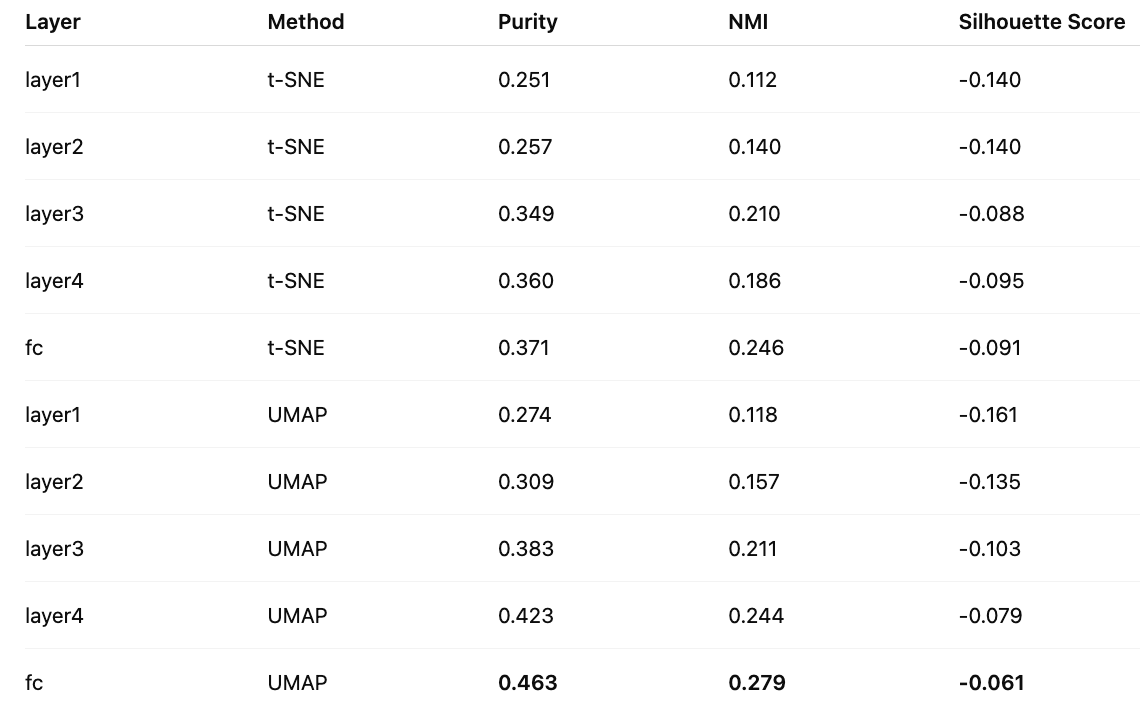 Layer Method Purity NMI Silhouette Score
layer1 t-SNE 0.251 0.112 -0.140
layer2 t-SNE 0.257 0.140 -0.140
layer3 t-SNE 0.349 0.210 -0.088
layer4 t-SNE 0.360 0.186 -0.095
fc t-SNE 0.371 0.246 -0.091
layer1 UMAP 0.274 0.118 -0.161
layer2 UMAP 0.309 0.157 -0.135
layer3 UMAP 0.383 0.211 -0.103
layer4 UMAP 0.423 0.244 -0.079
fc UMAP 0.463 0.279 -0.061